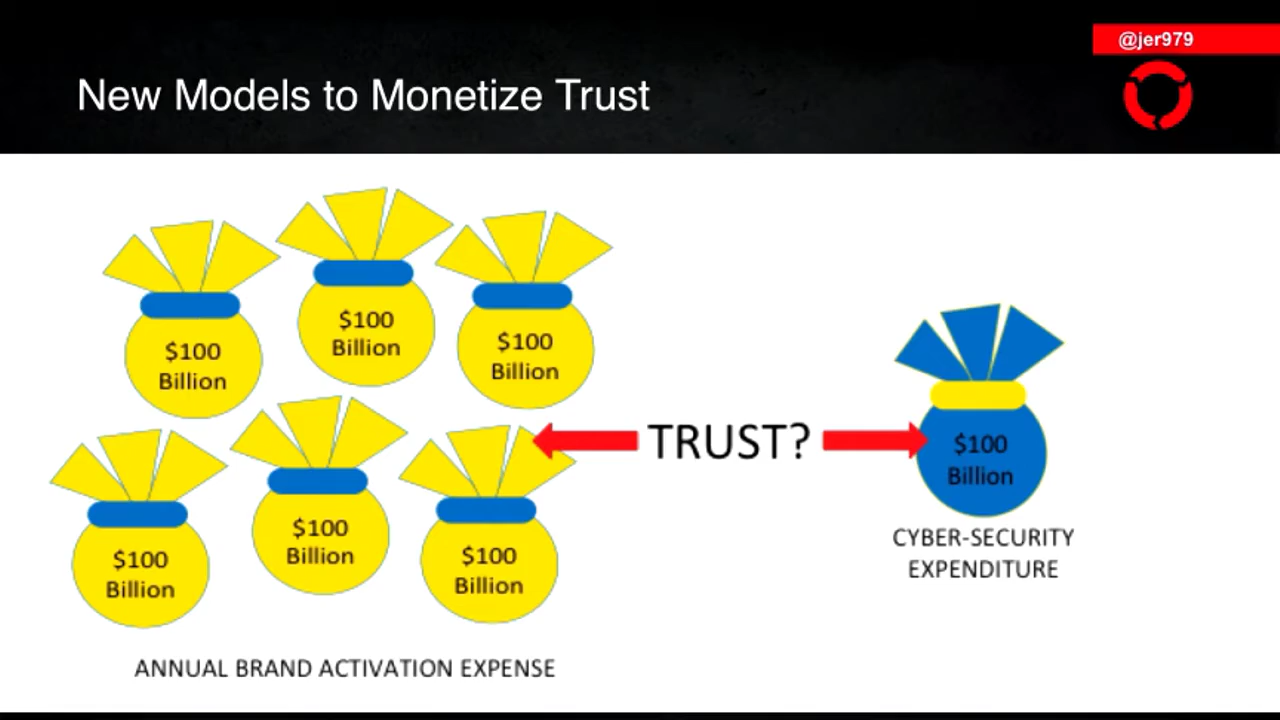 @jer979
New Models to Monetize Trust
$100
Billion
$100
Billion
$100
Billion
$100
Billion
$100
Billion
$100
Billion
TRUST?
$100
Billion
CYBER-SECURITY
EXPENDITURE
ANNUAL BRAND ACTIVATION EXPENSE